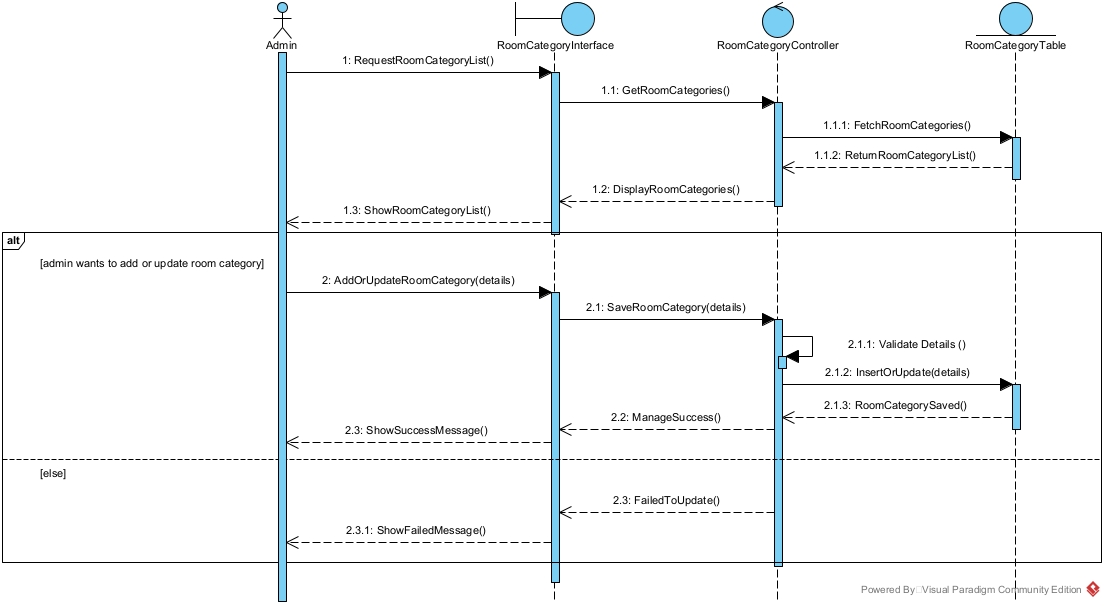 Admin
RoomCategoryInterface
RoomCategoryController
RoomCategoryTable
1: RequestRoomCategoryList()
1.1: GetRoomCategories()
1.1.1: FetchRoomCategories()
1.1.2: ReturnRoomCategoryList()
1.2: DisplayRoomCategories()
1.3: ShowRoomCategoryList()
alt
[admin wants to add or update room category]
2: AddOrUpdateRoomCategory(details)
2.1: SaveRoomCategory(details)
2.1.1: Validate Details ()
2.1.2: InsertOrUpdate(details)
2.1.3: RoomCategorySaved()
2.2: ManageSuccess()
2.3: ShowSuccessMessage()
[else]
2.3: FailedToUpdate()
2.3.1: ShowFailedMessage()
Powered By Visual Paradigm Community Edition